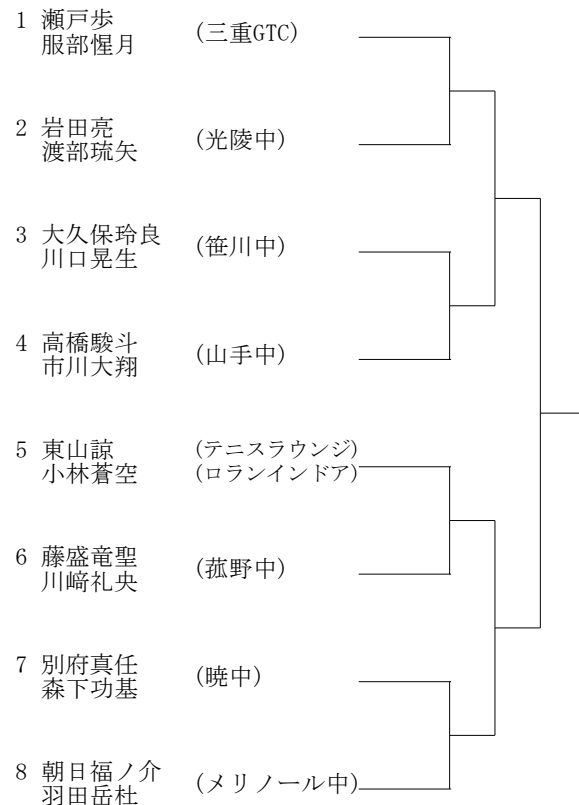 1 瀬戸歩 (三重GTC)
服部惺月
2 岩田亮 (光陵中)
渡部琉矢
3 大久保玲良 (笹川中)
川口晃生
4 高橋駿斗 (山手中)
市川大翔
5 東山諒 (テニスラウンジ)
小林蒼空 (ロランインドア)
6 藤盛竜聖 (菰野中)
川﨑礼央
7 別府真任 (暁中)
森下功基
8 朝日福ノ介 (メリノール中)
羽田岳杜